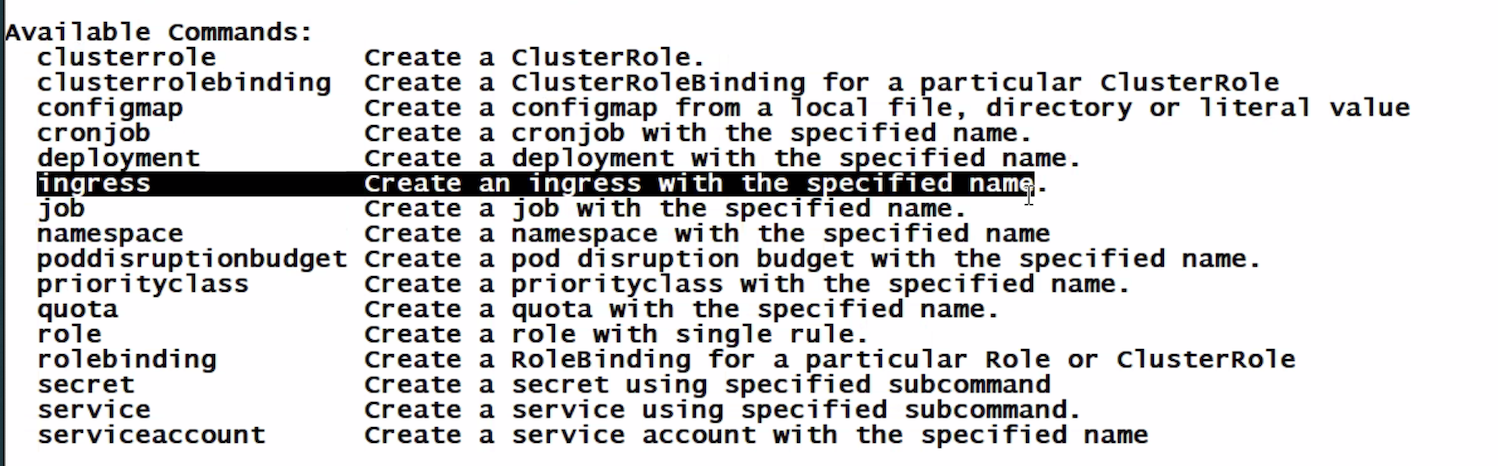 Available Commands:
clusterrole Create a ClusterRole.
clusterrolebinding Create a ClusterRoleBinding for a particular ClusterRole
configmap Create a configmap from a local file, directory or literal value
cronjob Create a cronjob with the specified name.
deployment Create a deployment with the specified name.
ingress Create an ingress with the specified name.
job Create a job with the specified name.
namespace Create a namespace with the specified name
poddisruptionbudget Create a pod disruption budget with the specified name.
priorityclass Create a priorityclass with the specified name.
quota Create a quota with the specified name.
role Create a role with single rule.
rolebinding Create a RoleBinding for a particular Role or ClusterRole
secret Create a secret using specified subcommand
service Create a service using specified subcommand.
serviceaccount Create a service account with the specified name